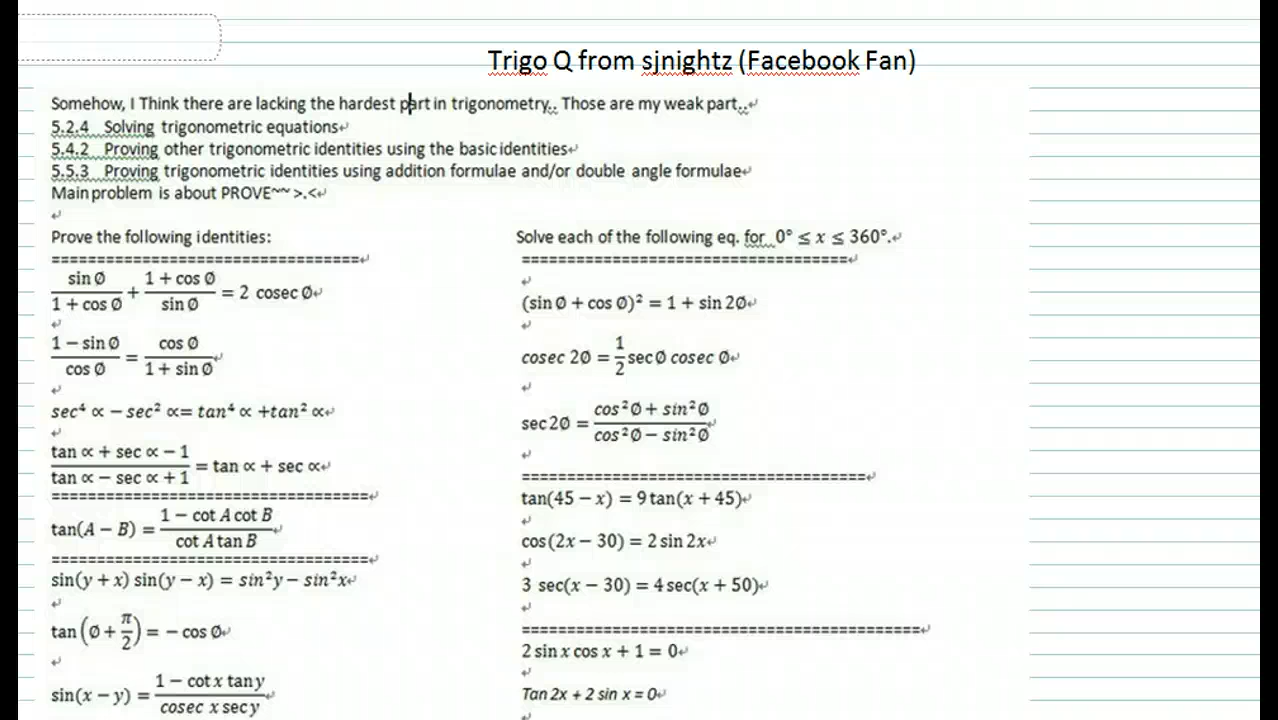 Trigo Q from sjnightz (Facebook Fan)
Somehow, I Think there are lacking the hardest part in trigonometry.. Those are my weak part..
5.2.4 Solving trigonometric equations
5.4.2 Proving other trigonometric identities using the basic identities
5.5.3 Proving trigonometric identities using addition formulae and/or double angle formulae
Main problem is about PROVE~~ >.<
Prove the following identities:
==================================
sin Ø / (1 + cos Ø) + (1 + cos Ø) / sin Ø = 2 cosec Ø
(1 − sin Ø) / cos Ø = cos Ø / (1 + sin Ø)
sec⁴ ∝ − sec² ∝= tan⁴ ∝ +tan² ∝
(tan ∝ + sec ∝ − 1) / (tan ∝ − sec ∝ + 1) = tan ∝ + sec ∝
===================================
tan(A − B) = (1 − cot A cot B) / (cot A tan B)
===================================
sin(y + x) sin(y − x) = sin²y − sin²x
tan (Ø + π/2) = − cos Ø
sin(x − y) = (1 − cot x tan y) / (cosec x sec y)
Solve each of the following eq. for 0° ≤ x ≤ 360°.
====================================
(sin Ø + cos Ø)² = 1 + sin 2Ø
cosec 2Ø = 1/2 sec Ø cosec Ø
sec 2Ø = (cos²Ø + sin²Ø) / (cos²Ø − sin²Ø)
======================================
tan(45 − x) = 9 tan(x + 45)
cos(2x − 30) = 2 sin 2x
3 sec(x − 30) = 4 sec(x + 50)
============================================
2 sin x cos x + 1 = 0
Tan 2x + 2 sin x = 0